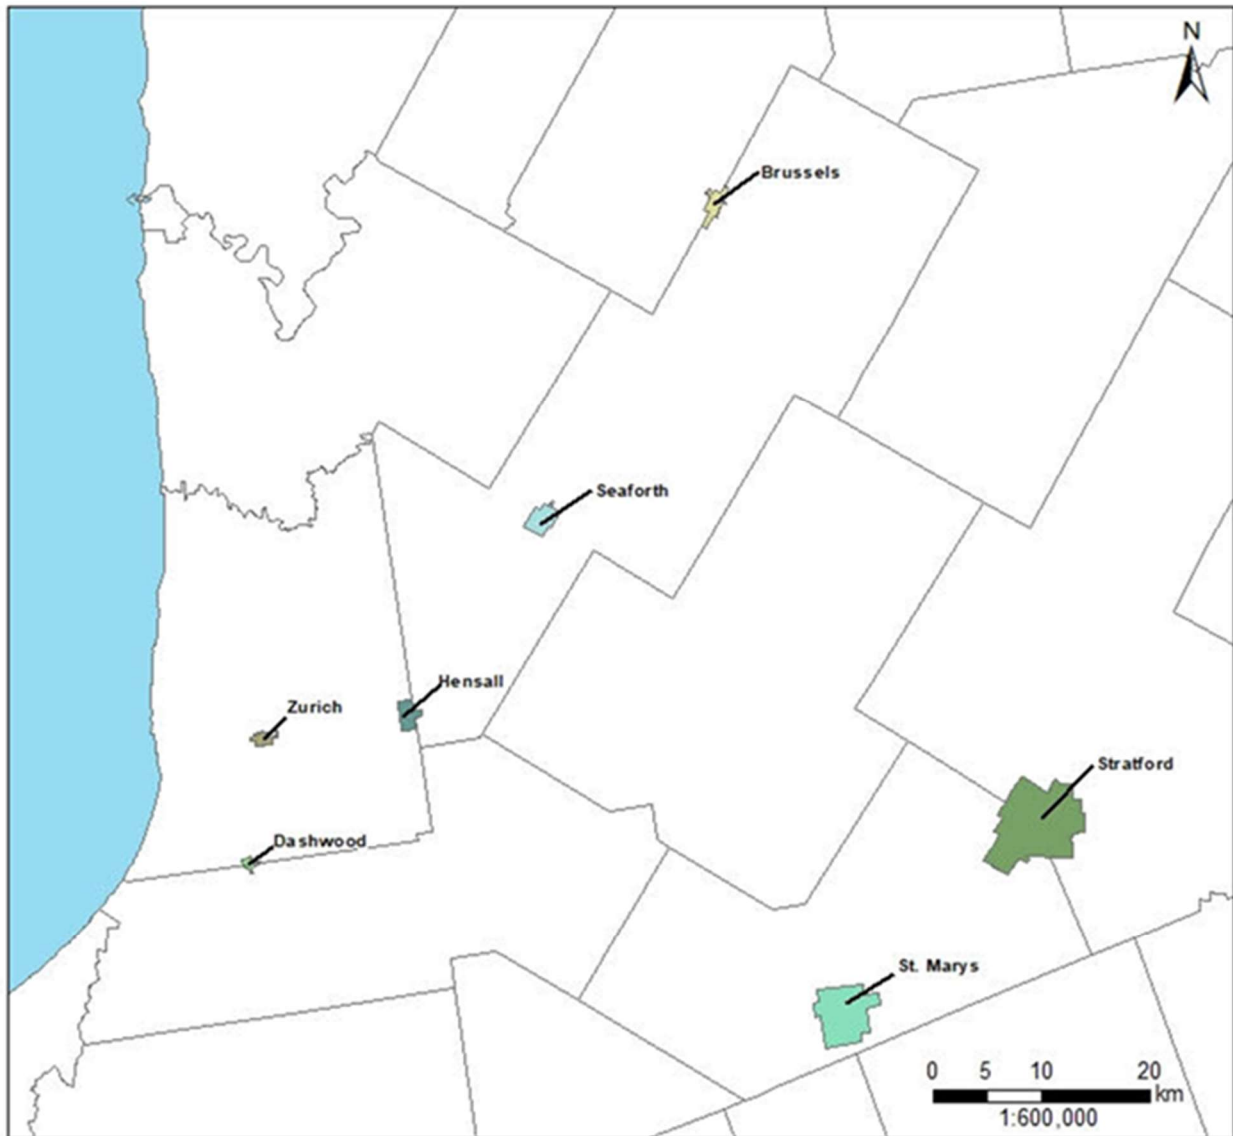 N
Brussels
Seaforth
Hensall
Zurich
Stratford
Dashwood
St. Marys
0 5 10 20
km
1:600,000